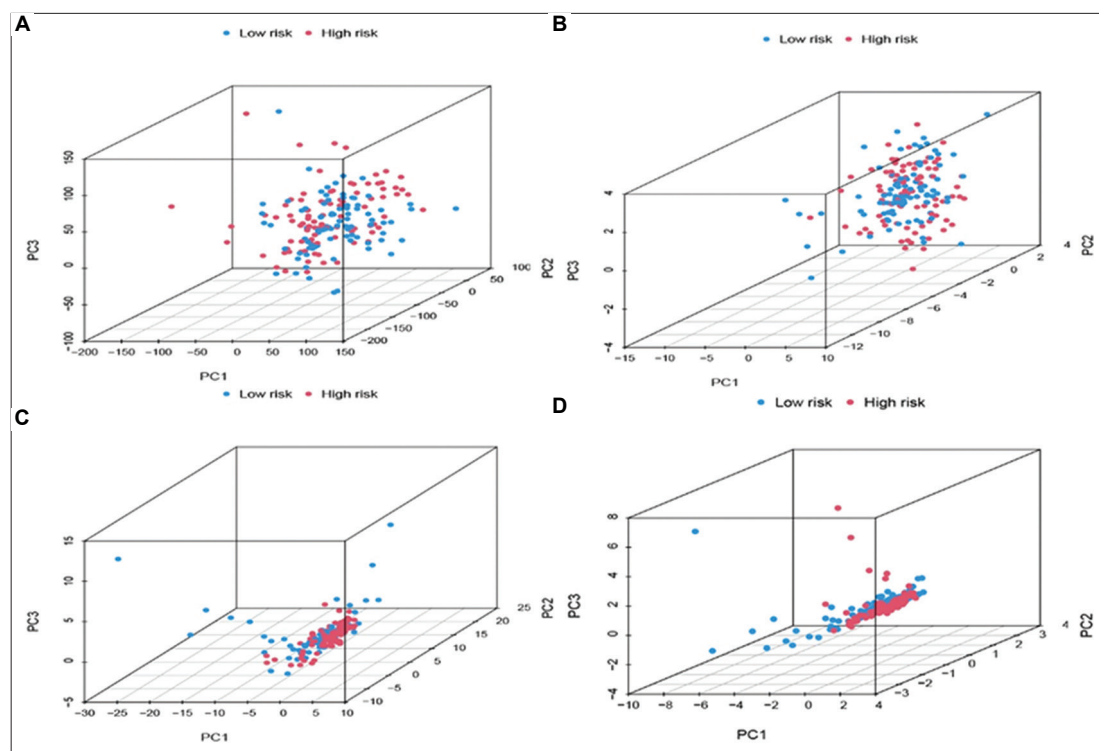 A
Low risk High risk
PC3
150
100
50
0
−50
−100
−200 −150 −100 −50 0 50 100 150
PC1
−200
−150
−100
−50
0
50
100
PC2
B
Low risk High risk
PC3
4
2
0
−2
−4
−15 −10 −5 0 5 10
PC1
−12
−10
−8
−6
−4
−2
0
2
4
PC2
C
Low risk High risk
PC3
15
10
5
0
−5
−30 −25 −20 −15 −10 −5 0 5 10
PC1
−10
−5
0
5
10
15
20
25
PC2
D
Low risk High risk
PC3
8
6
4
2
0
−2
−4
−10 −8 −6 −4 −2 0 2 4
PC1
−3
−2
−1
0
1
2
3
4
PC2